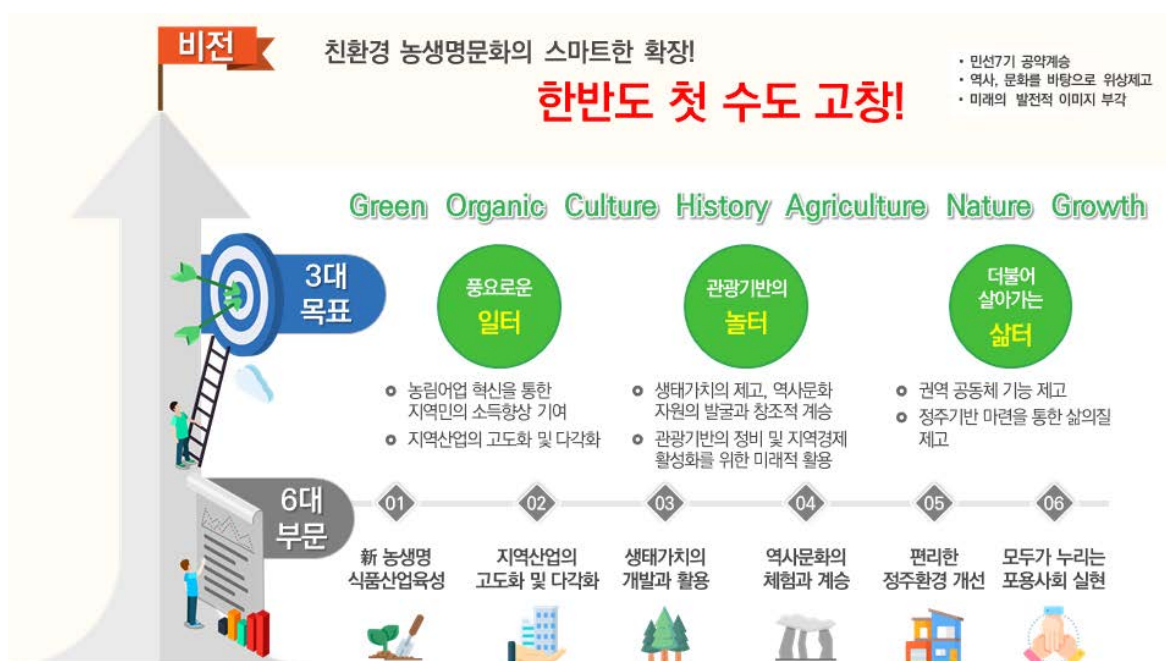 비전
친환경 농생명문화의 스마트한 확장!
한반도 첫 수도 고창!
• 민선7기 공약계승
• 역사, 문화를 바탕으로 위상제고
• 미래의 발전적 이미지 부각
Green Organic Culture History Agriculture Nature Growth
3대
목표
풍요로운
일터
농림어업 혁신을 통한
지역민의 소득향상 기여
지역산업의 고도화 및 다각화
관광기반의
놀터
생태가치의 제고, 역사문화
자원의 발굴과 창조적 계승
관광기반의 정비 및 지역경제
활성화를 위한 미래적 활용
더불어
살아가는
삶터
권역 공동체 기능 제고
정주기반 마련을 통한 삶의질
제고
6대
부문
01
新 농생명
식품산업육성
02
지역산업의
고도화 및 다각화
03
생태가치의
개발과 활용
04
역사문화의
체험과 계승
05
편리한
정주환경 개선
06
모두가 누리는
포용사회 실현